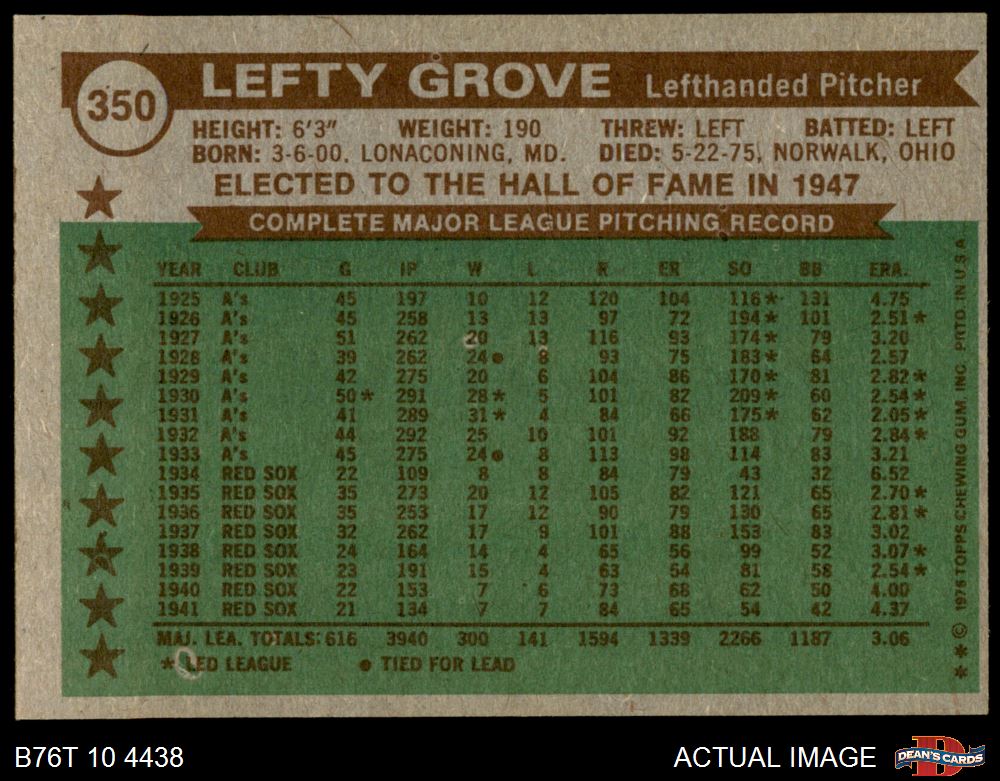 350
LEFTY GROVE Lefthanded Pitcher
HEIGHT: 6'3" WEIGHT: 190 THREW: LEFT BATTED: LEFT
BORN: 3-6-00, LONACONING, MD. DIED: 5-22-75, NORWALK, OHIO
ELECTED TO THE HALL OF FAME IN 1947
COMPLETE MAJOR LEAGUE PITCHING RECORD
YEAR CLUB G IP W L R ER SO BB ERA.
1925 A's 45 197 10 12 120 104 116★ 131 4.75
1926 A's 45 258 13 13 97 72 194★ 101 2.51★
1927 A's 51 262 20 13 116 93 174★ 79 3.20
1928 A's 39 262 24● 8 93 75 183★ 64 2.57
1929 A's 42 275 20 6 104 86 170★ 81 2.82★
1930 A's 50★ 291 28★ 5 101 82 209★ 60 2.54★
1931 A's 41 289 31★ 4 84 66 175★ 62 2.05★
1932 A's 44 292 25 10 101 92 188 79 2.84★
1933 A's 45 275 24● 8 113 98 114 83 3.21
1934 RED SOX 22 109 8 8 84 79 43 32 6.52
1935 RED SOX 35 273 20 12 105 82 121 65 2.70★
1936 RED SOX 35 253 17 12 90 79 130 65 2.81★
1937 RED SOX 32 262 17 9 101 88 153 83 3.02
1938 RED SOX 24 164 14 4 65 56 99 52 3.07★
1939 RED SOX 23 191 15 4 63 54 81 58 2.54★
1940 RED SOX 22 153 7 6 73 68 62 50 4.00
1941 RED SOX 21 134 7 7 84 65 54 42 4.37
MAJ. LEA. TOTALS: 616 3940 300 141 1594 1339 2266 1187 3.06
★ LED LEAGUE ● TIED FOR LEAD
★★© 1976 TOPPS CHEWING GUM, INC. PRTD. IN U.S.A.
B76T 10 4438
ACTUAL IMAGE
D
DEAN'S CARDS